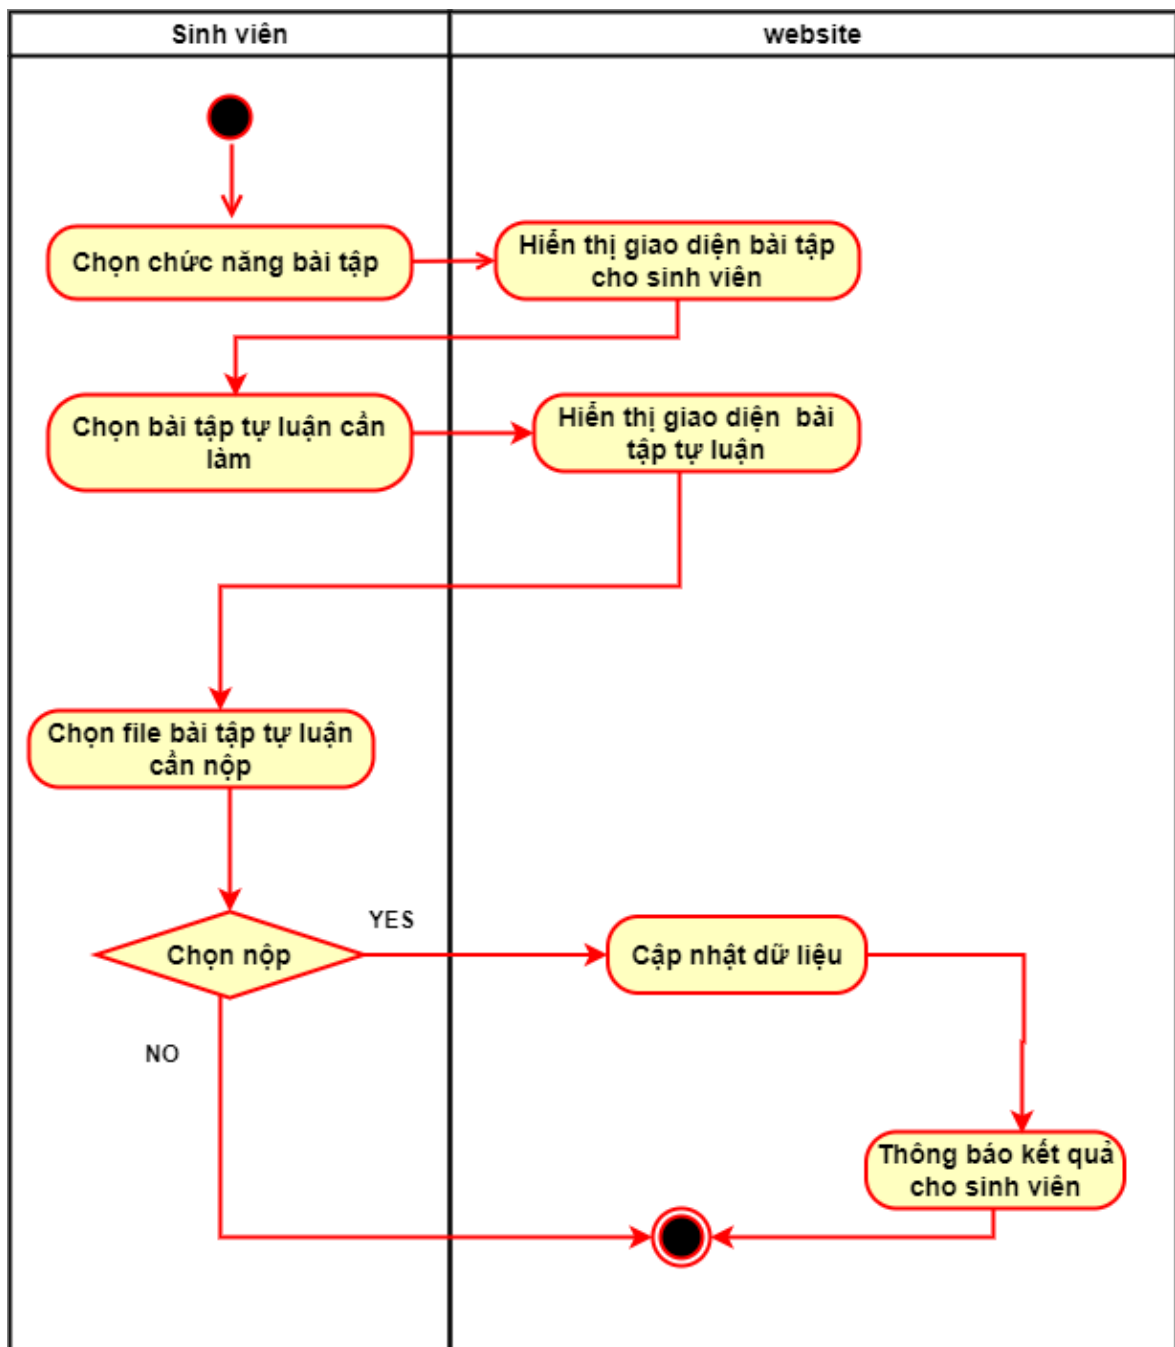 Sinh viên
website
Chọn chức năng bài tập
Hiển thị giao diện bài tập
cho sinh viên
Chọn bài tập tự luận cần
làm
Hiển thị giao diện  bài
tập tự luận
Chọn file bài tập tự luận
cần nộp
YES
Chọn nộp
Cập nhật dữ liệu
NO
Thông báo kết quả
cho sinh viên